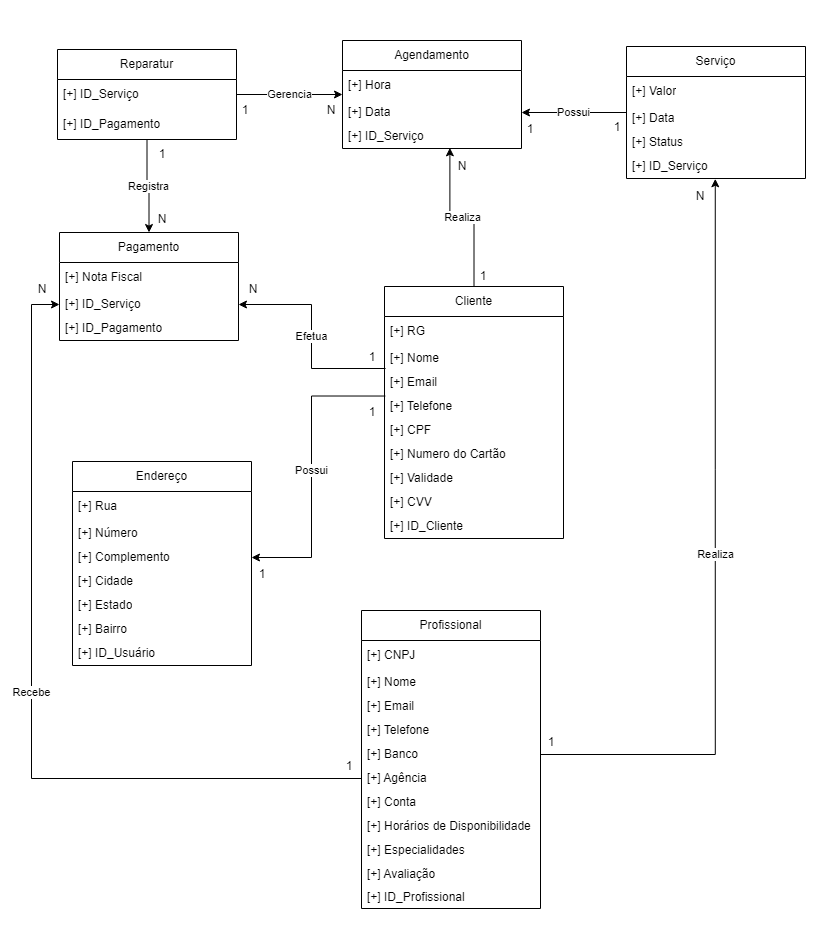 Reparatur
[+] ID_Serviço
[+] ID_Pagamento
1
Gerencia
N
Agendamento
[+] Hora
[+] Data
[+] ID_Serviço
1
Possui
1
Serviço
[+] Valor
[+] Data
[+] Status
[+] ID_Serviço
N
1
Registra
N
N
Realiza
1
Pagamento
[+] Nota Fiscal
[+] ID_Serviço
[+] ID_Pagamento
N
N
Efetua
1
Cliente
[+] RG
[+] Nome
[+] Email
[+] Telefone
[+] CPF
[+] Numero do Cartão
[+] Validade
[+] CVV
[+] ID_Cliente
1
Possui
1
Endereço
[+] Rua
[+] Número
[+] Complemento
[+] Cidade
[+] Estado
[+] Bairro
[+] ID_Usuário
Realiza
Recebe
1
1
Profissional
[+] CNPJ
[+] Nome
[+] Email
[+] Telefone
[+] Banco
[+] Agência
[+] Conta
[+] Horários de Disponibilidade
[+] Especialidades
[+] Avaliação
[+] ID_Profissional